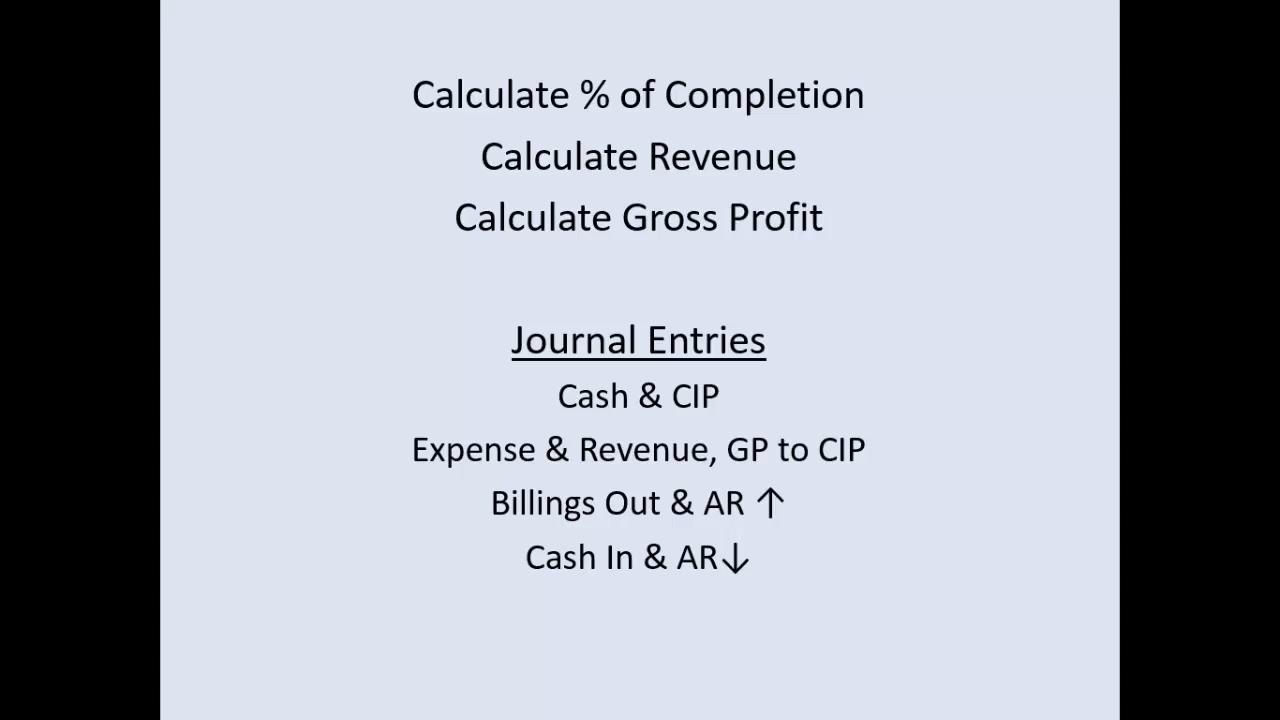 Calculate % of Completion
Calculate Revenue
Calculate Gross Profit
Journal Entries
Cash & CIP
Expense & Revenue, GP to CIP
Billings Out & AR ↑
Cash In & AR↓